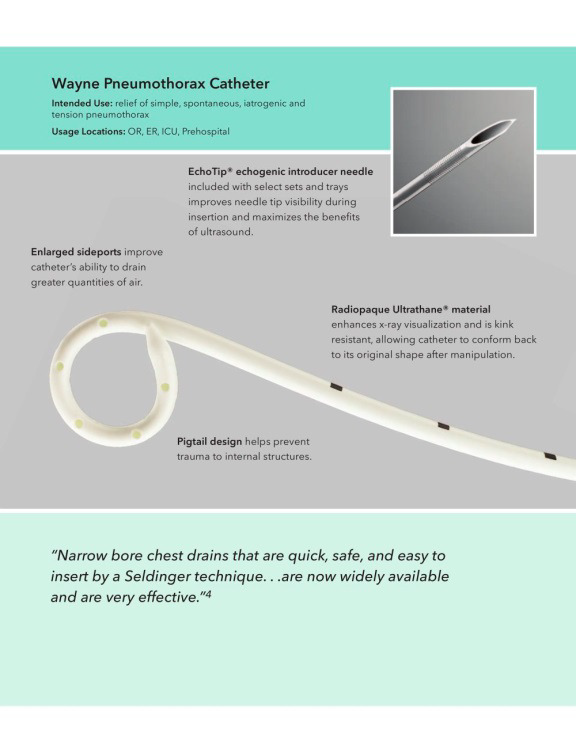 Wayne Pneumothorax Catheter
Intended Use: relief of simple, spontaneous, iatrogenic and
tension pneumothorax
Usage Locations: OR, ER, ICU, Prehospital
EchoTip® echogenic introducer needle
included with select sets and trays
improves needle tip visibility during
insertion and maximizes the benefits
of ultrasound.
Enlarged sideports improve
catheter’s ability to drain
greater quantities of air.
Radiopaque Ultrathane® material
enhances x-ray visualization and is kink
resistant, allowing catheter to conform back
to its original shape after manipulation.
Pigtail design helps prevent
trauma to internal structures.
“Narrow bore chest drains that are quick, safe, and easy to
insert by a Seldinger technique. . .are now widely available
and are very effective.”4